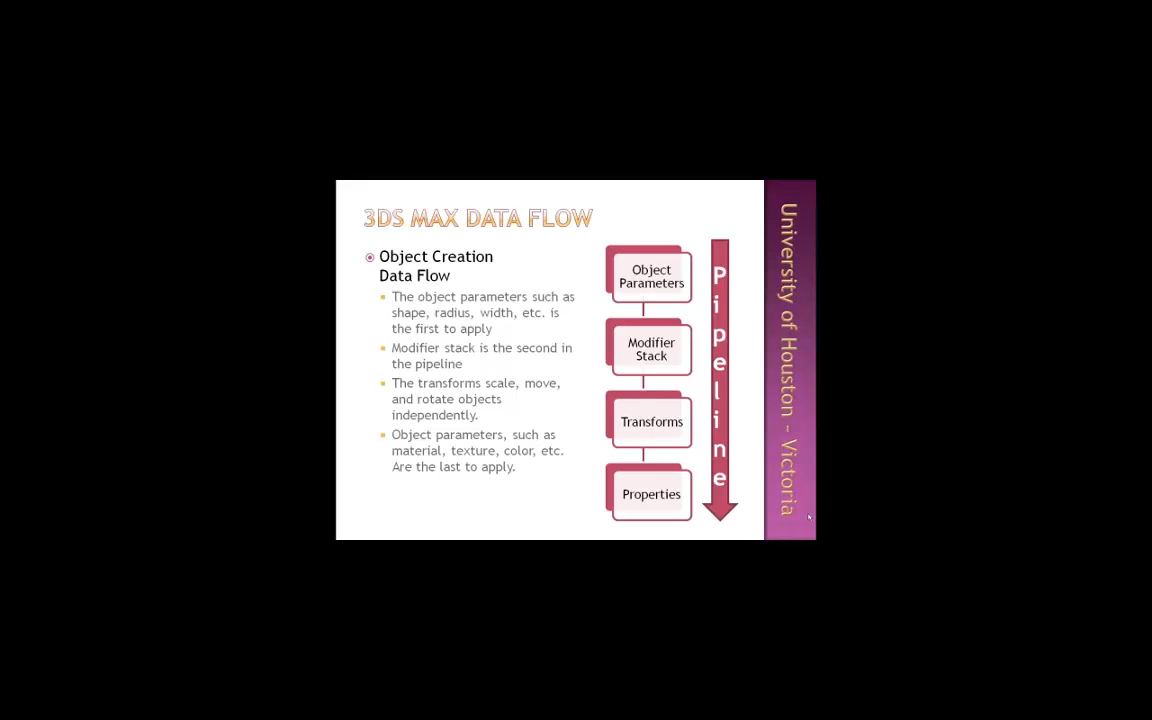 3DS MAX DATA FLOW
Object Creation
Data Flow
The object parameters such as
shape, radius, width, etc. is
the first to apply
Modifier stack is the second in
the pipeline
The transforms scale, move,
and rotate objects
independently.
Object parameters, such as
material, texture, color, etc.
Are the last to apply.
Object
Parameters
Modifier
Stack
Transforms
Properties
Pipeline
University of Houston ~ Victoria